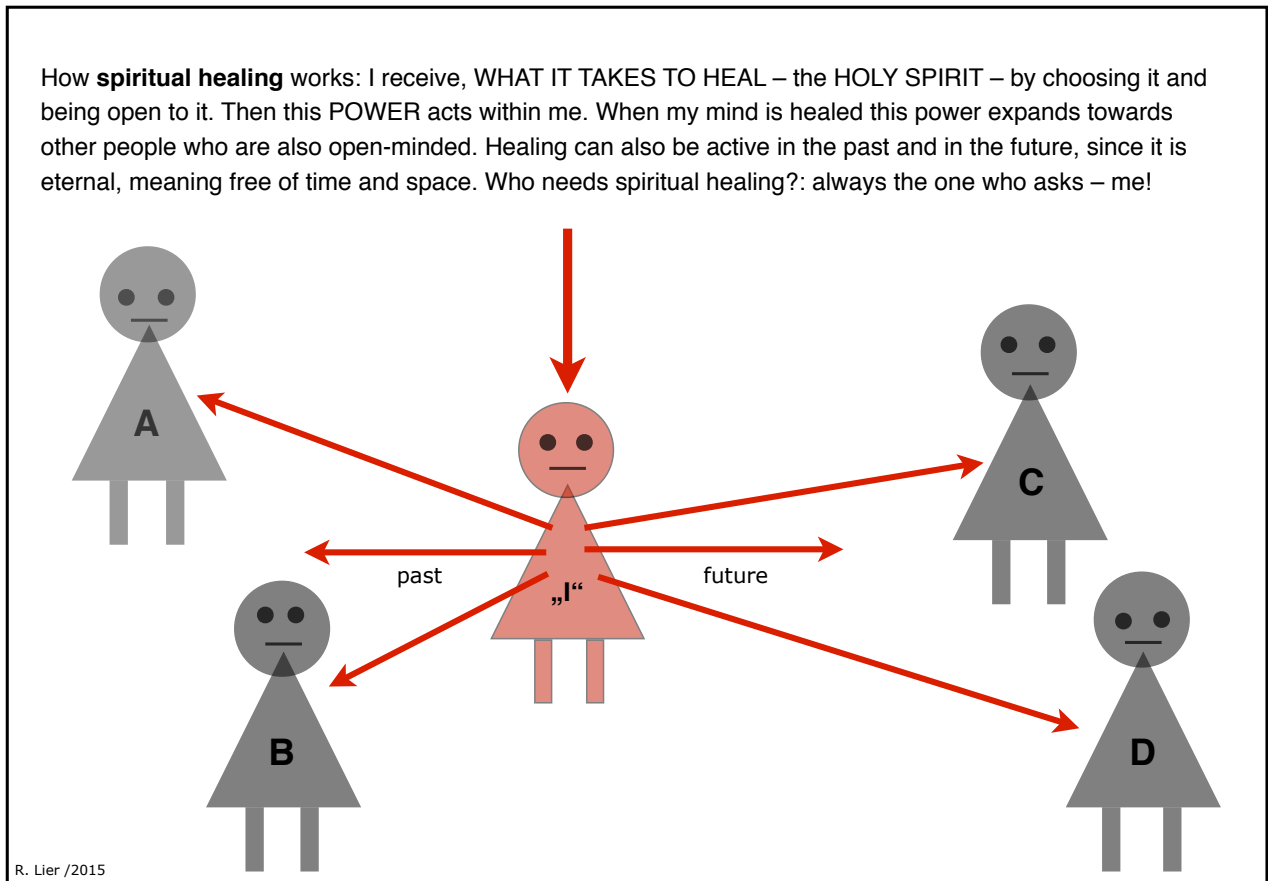 How spiritual healing works: I receive, WHAT IT TAKES TO HEAL – the HOLY SPIRIT – by choosing it and
being open to it. Then this POWER acts within me. When my mind is healed this power expands towards
other people who are also open-minded. Healing can also be active in the past and in the future, since it is
eternal, meaning free of time and space. Who needs spiritual healing?: always the one who asks – me!
A
C
past
future
„I“
B
D
R. Lier /2015